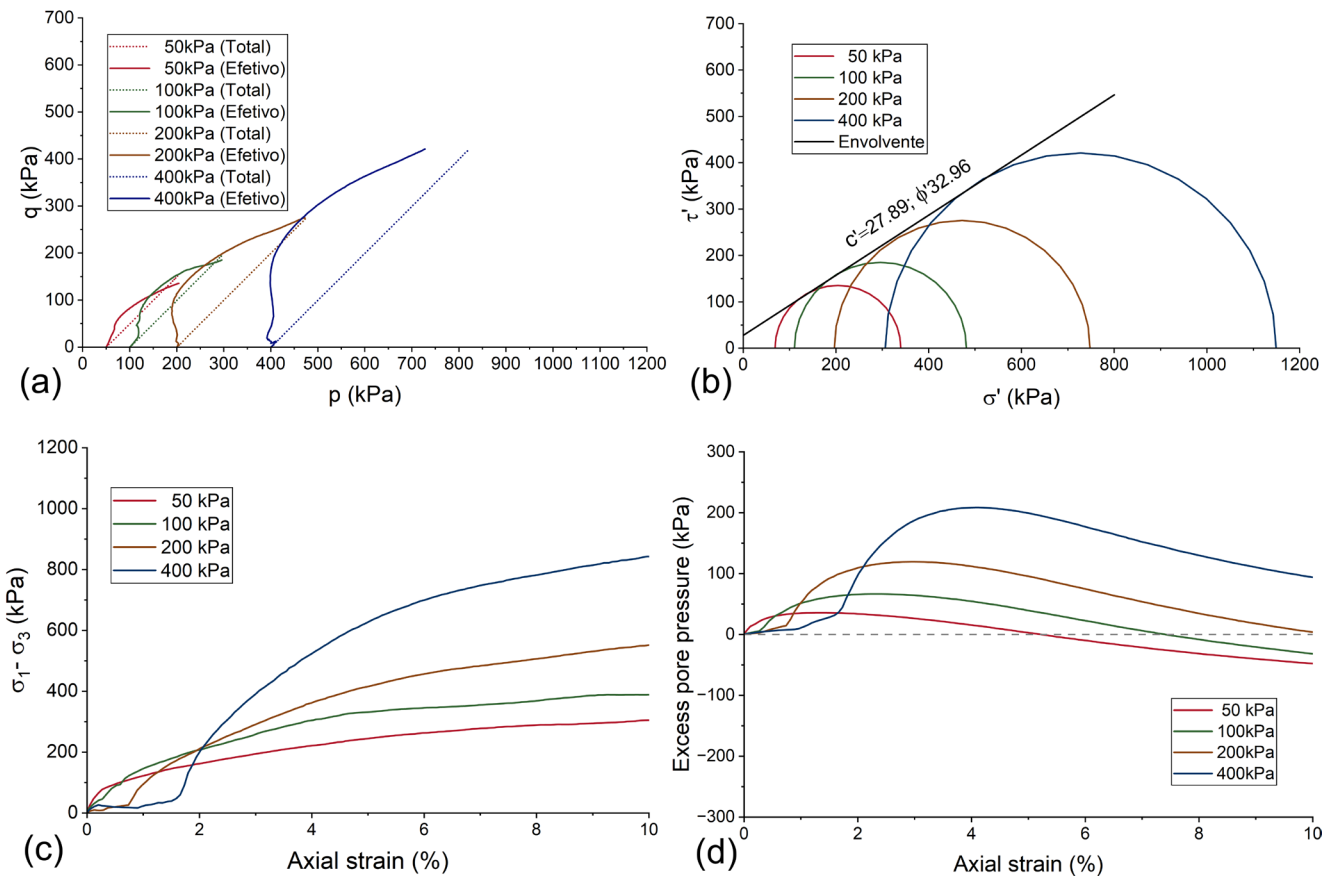 700
600
500
400
300
200
100
0
q (kPa)
50kPa (Total)
50kPa (Efetivo)
100kPa (Total)
100kPa (Efetivo)
200kPa (Total)
200kPa (Efetivo)
400kPa (Total)
400kPa (Efetivo)
0 100 200 300 400 500 600 700 800 900 1000 1100 1200
p (kPa)
(a)
700
600
500
400
300
200
100
0
τ' (kPa)
50 kPa
100 kPa
200 kPa
400 kPa
Envolvente
c'=27.89; ϕ'32.96
0 200 400 600 800 1000 1200
σ' (kPa)
(b)
1200
1000
800
600
400
200
0
σ₁- σ₃ (kPa)
50 kPa
100 kPa
200 kPa
400 kPa
0 2 4 6 8 10
Axial strain (%)
(c)
300
200
100
0
−100
−200
−300
Excess pore pressure (kPa)
50 kPa
100kPa
200kPa
400kPa
0 2 4 6 8 10
Axial strain (%)
(d)